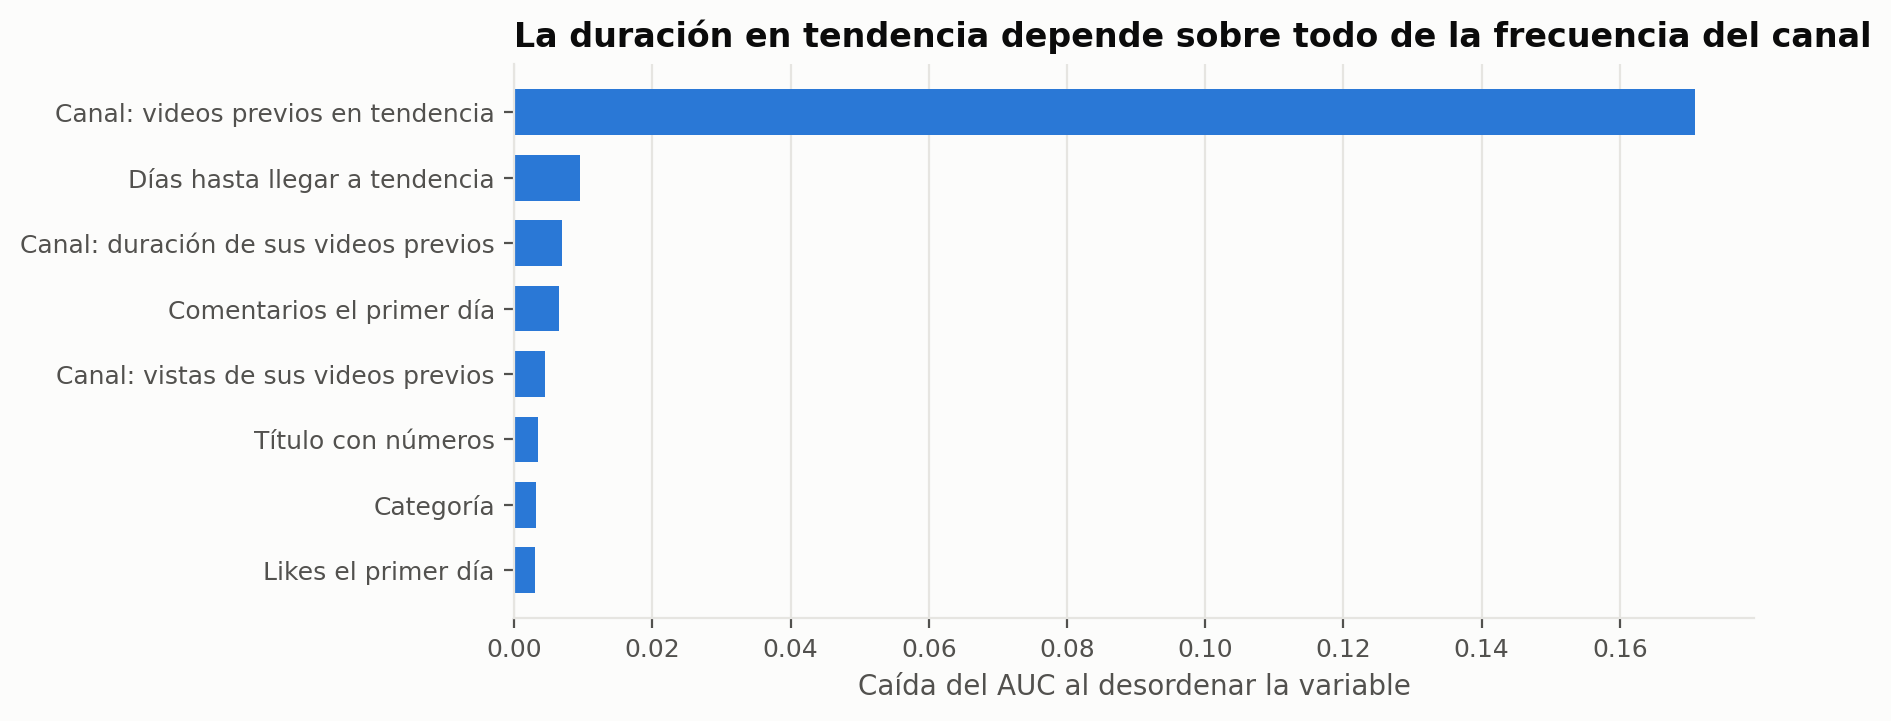 La duración en tendencia depende sobre todo de la frecuencia del canal
Canal: videos previos en tendencia
Días hasta llegar a tendencia
Canal: duración de sus videos previos
Comentarios el primer día
Canal: vistas de sus videos previos
Título con números
Categoría
Likes el primer día
0.00 0.02 0.04 0.06 0.08 0.10 0.12 0.14 0.16
Caída del AUC al desordenar la variable